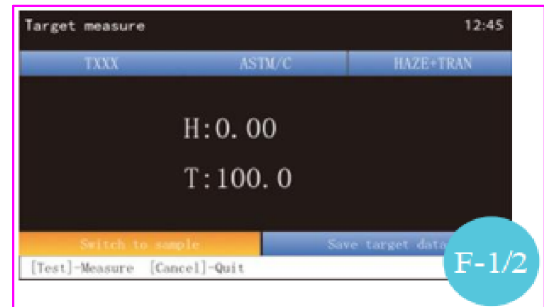 Target measure 12:45
TXXX ASTM/C HAZE+TRAN
H:0.00
T:100.0
Switch to sample Save target data
[Test]-Measure [Cancel]-Quit
F-1/2